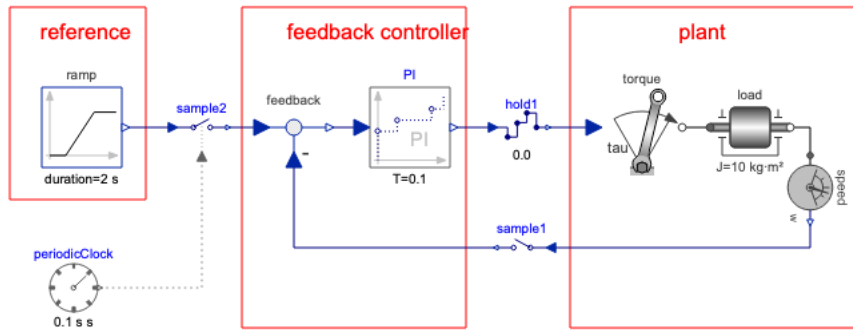 reference
feedback controller
plant
ramp
sample2
feedback
PI
hold1
torque
load
PI
tau
duration=2 s
T=0.1
0.0
J=10 kg·m²
speed
w
sample1
periodicClock
0.1 s s